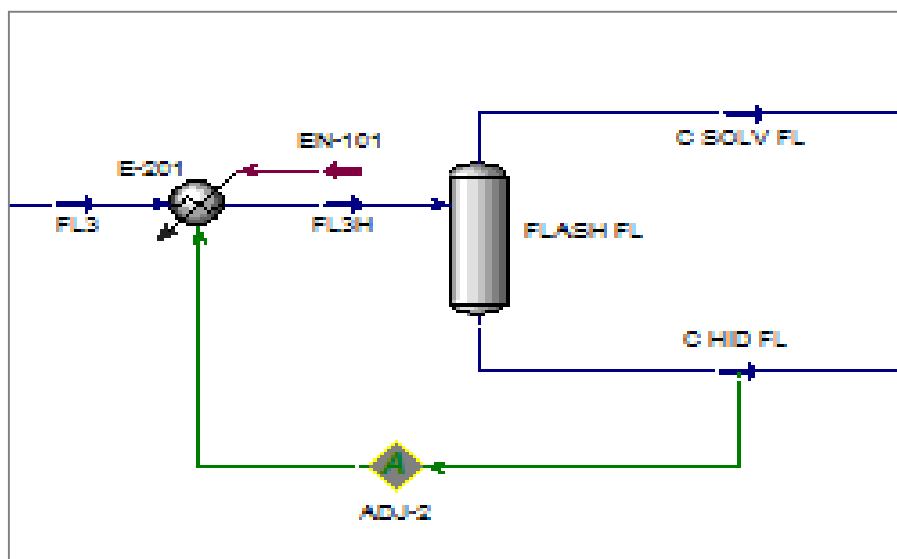 C SOLV FL
EN-101
E-201
FL3
FL3H
FLASH FL
C HID FL
A
ADJ-2